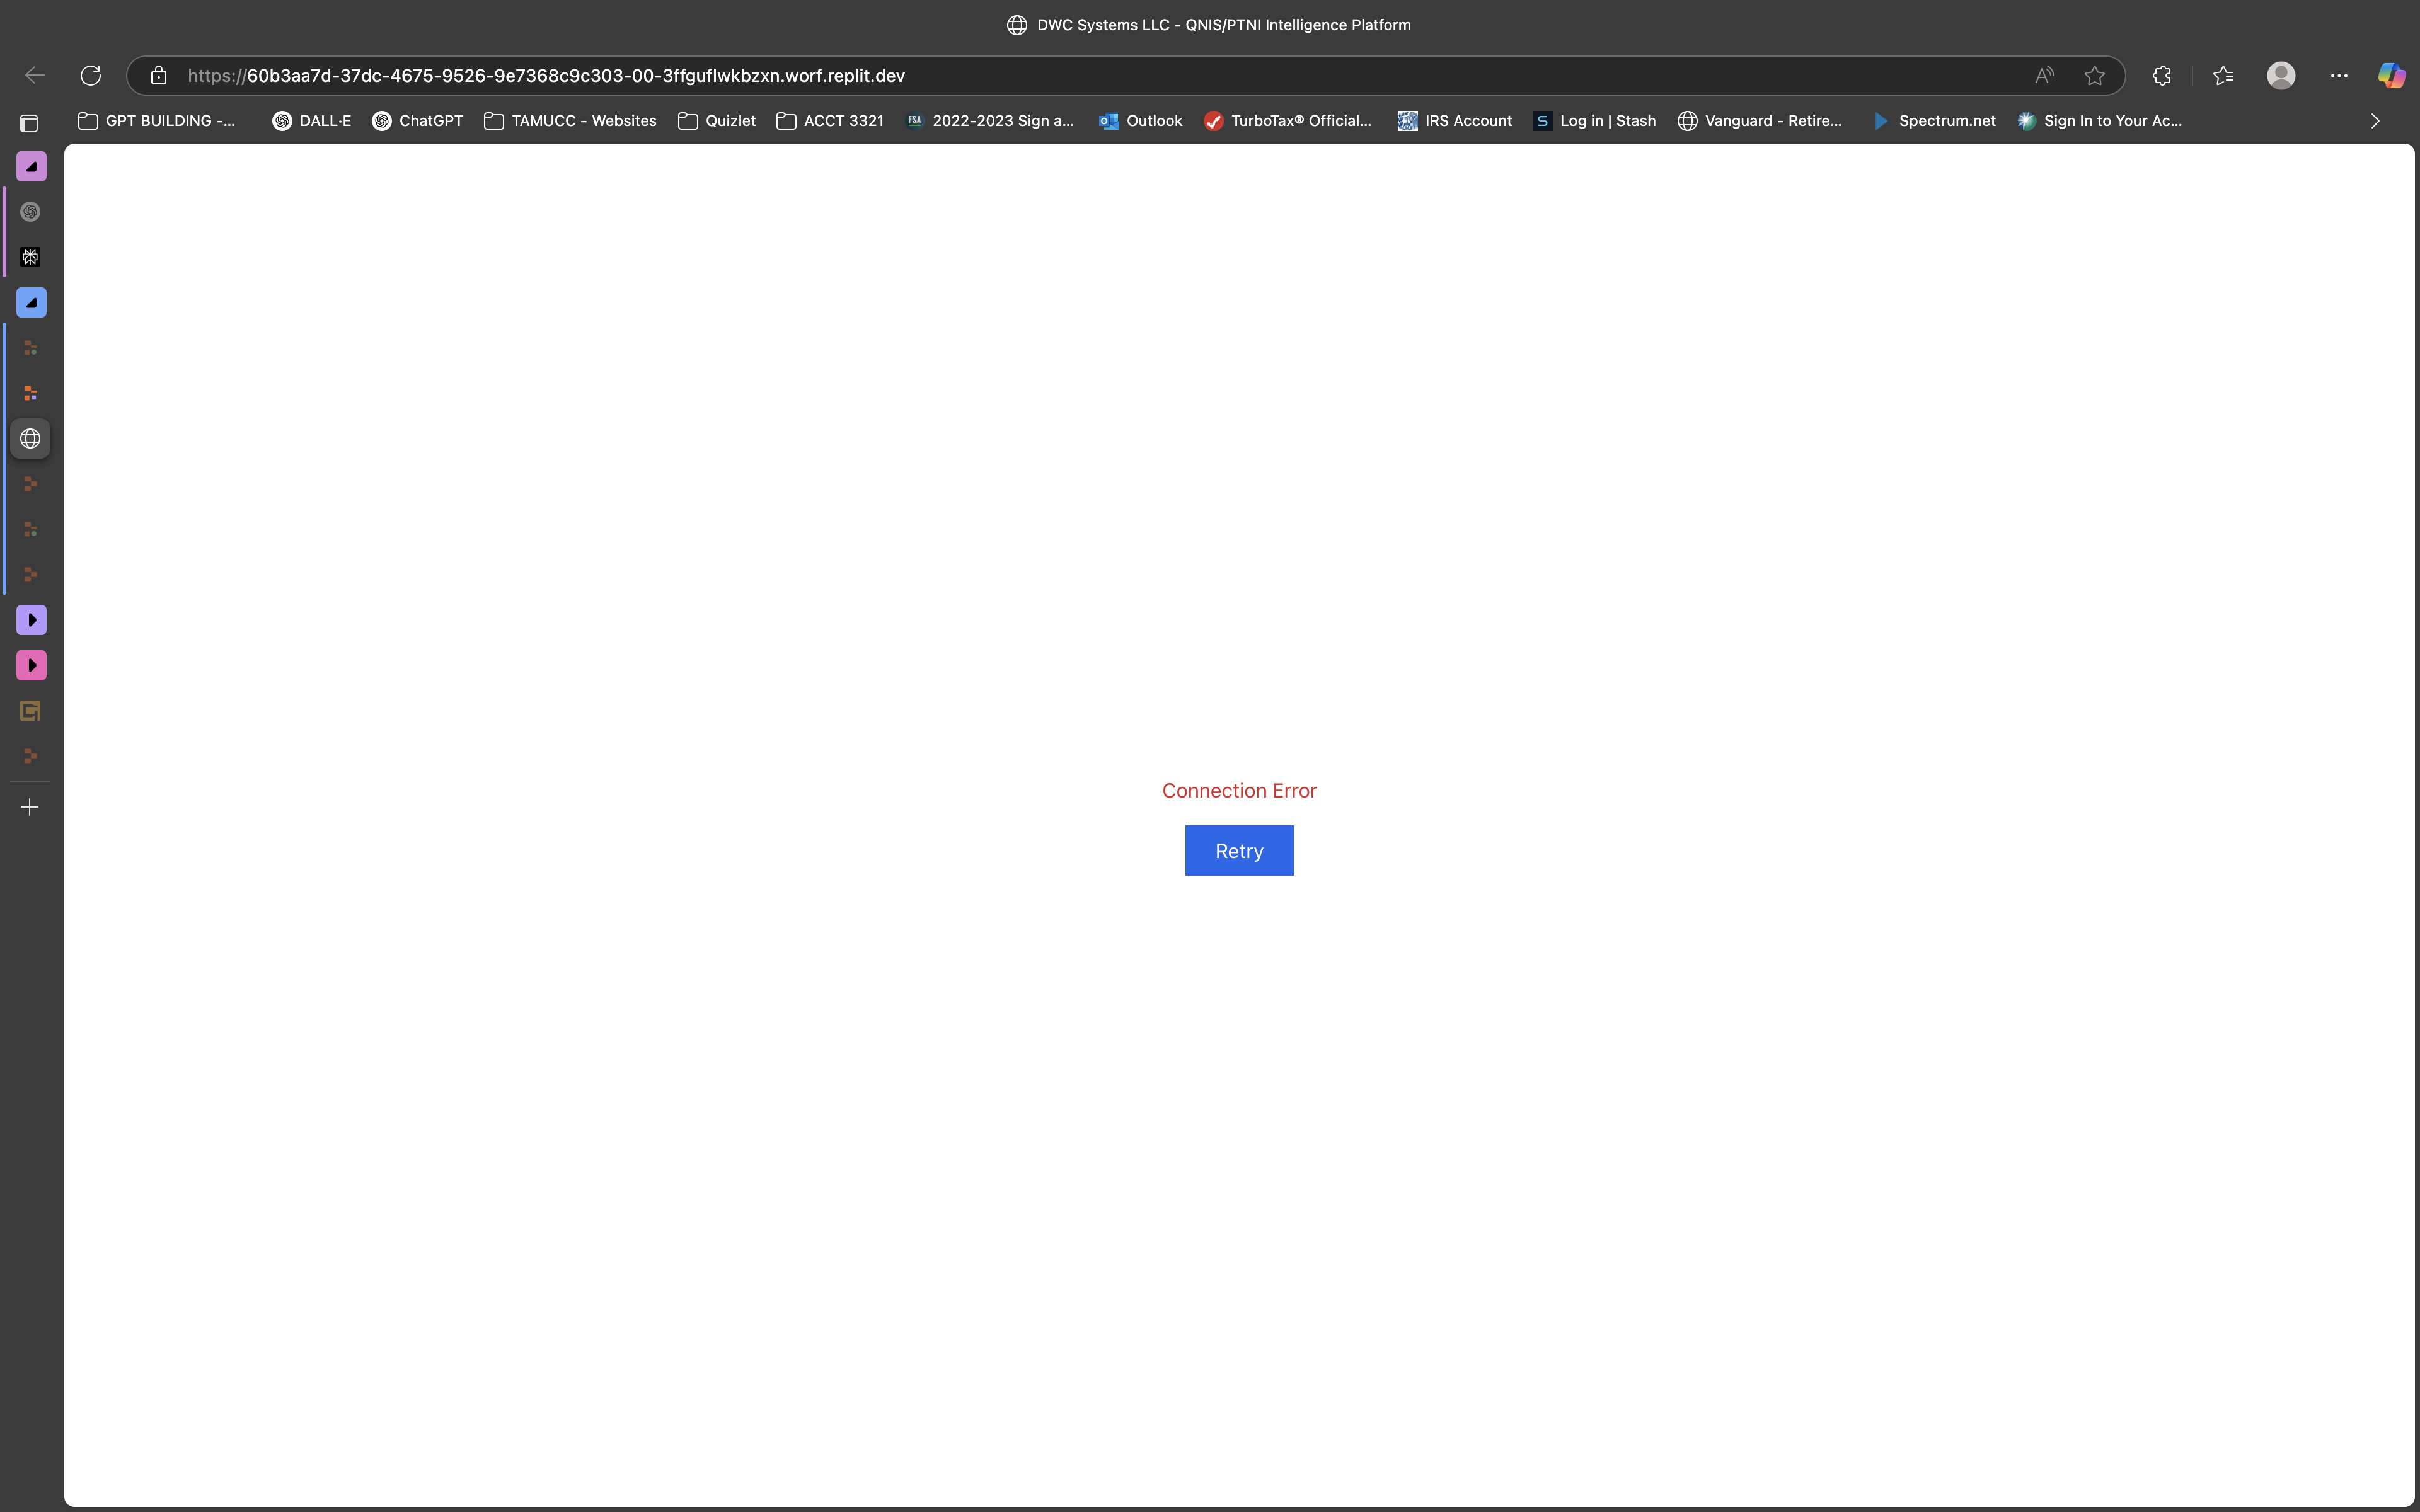 DWC Systems LLC - QNIS/PTNI Intelligence Platform
https://60b3aa7d-37dc-4675-9526-9e7368c9c303-00-3ffguflwkbzxn.worf.replit.dev
GPT BUILDING -... DALL·E ChatGPT TAMUCC - Websites Quizlet ACCT 3321 FSA 2022-2023 Sign a... Outlook TurboTax® Official... IRS Account S Log in | Stash Vanguard - Retire... Spectrum.net Sign In to Your Ac...
Connection Error
Retry